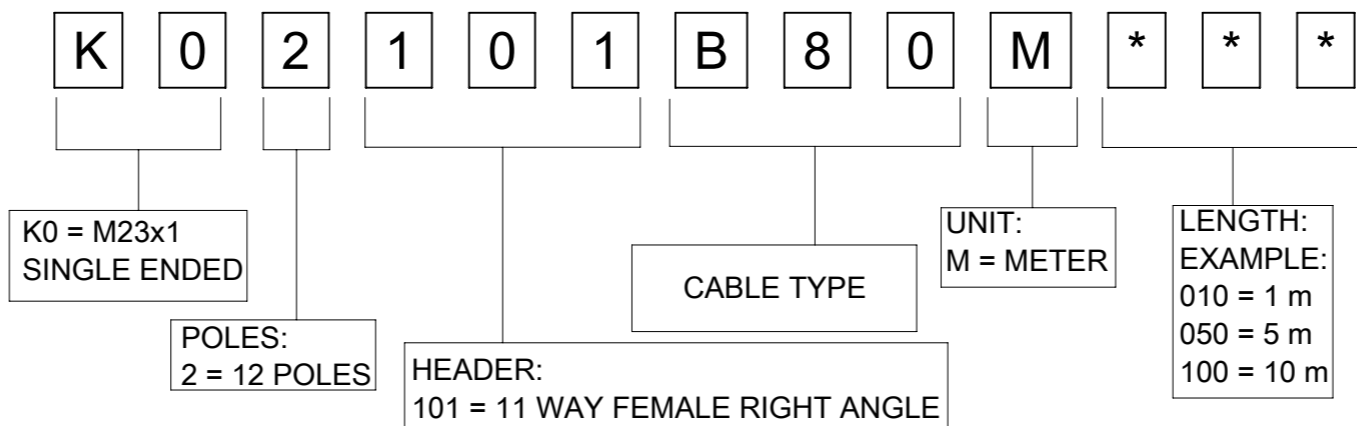 K 0 2 1 0 1 B 8 0 M * * *
K0 = M23x1
SINGLE ENDED
POLES:
2 = 12 POLES
HEADER:
101 = 11 WAY FEMALE RIGHT ANGLE
CABLE TYPE
UNIT:
M = METER
LENGTH:
EXAMPLE:
010 = 1 m
050 = 5 m
100 = 10 m